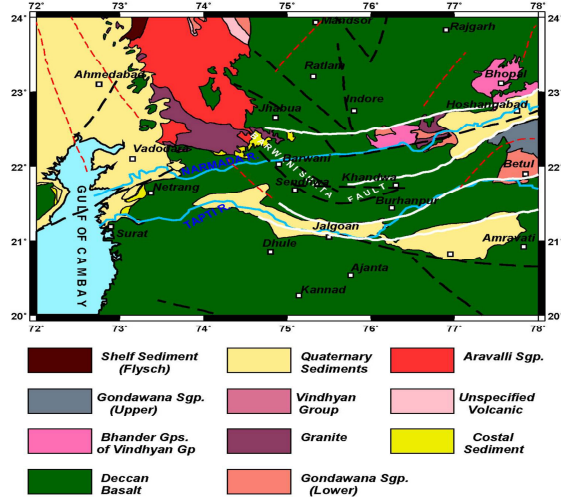 72° 73° 74° 75° 76° 77° 78°
24° 24°
Mandsor Rajgarh
Ratlam
Ahmedabad Bhopal
23° 23°
Jhabua Indore Hoshangabad
Vadodara
NARMADA R BARWANI SUKTA FAULT
Barwani
22° 22°
Netrang Sendhwa Khandwa Betul
Burhanpur
GULF OF CAMBAY
TAPTI R
Surat Jalgoan Amravati
21° 21°
Dhule
Ajanta
Kannad
20° 20°
72° 73° 74° 75° 76° 77° 78°
Shelf Sediment
(Flysch)
Quaternary
Sediments
Aravalli Sgp.
Gondawana Sgp.
(Upper)
Vindhyan
Group
Unspecified
Volcanic
Bhander Gps.
of Vindhyan Gp
Granite
Costal
Sediment
Deccan
Basalt
Gondawana Sgp.
(Lower)